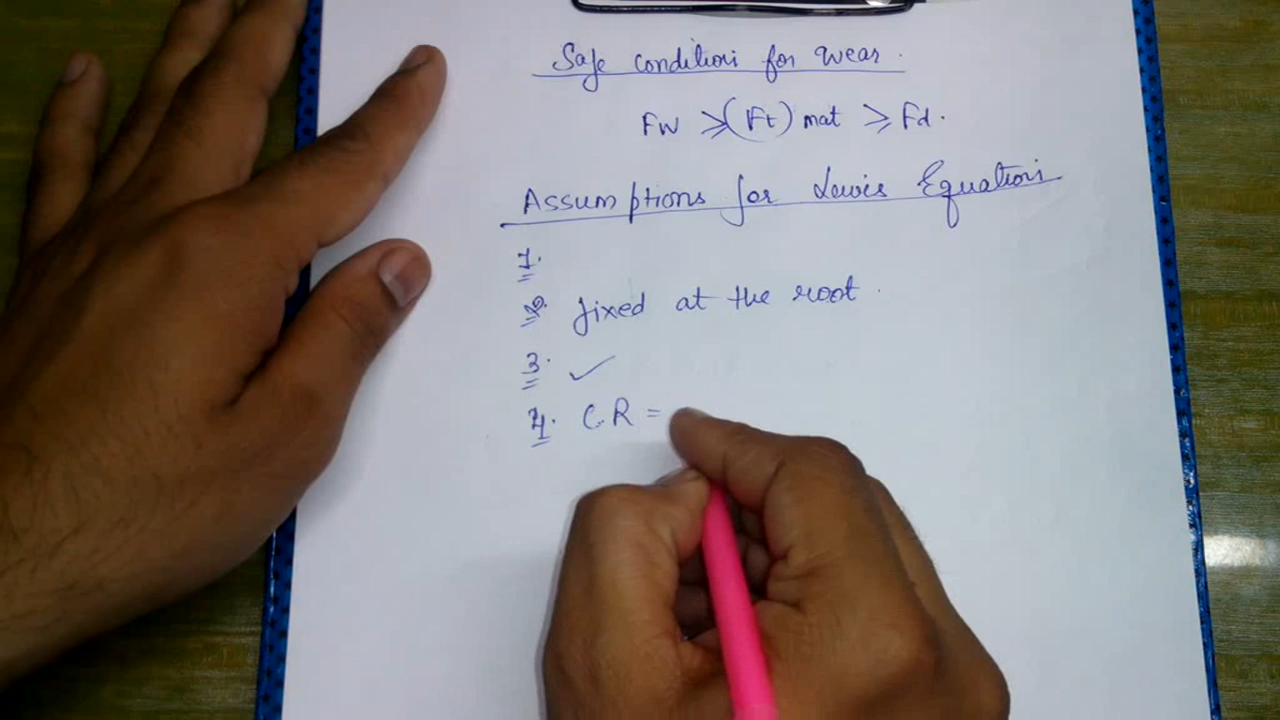 Safe condition for wear.
Fw ≥ (Ft) mat ≥ Fd.
Assumptions for Lewis Equation
1.
2. fixed at the root.
3. ✓
4. C.R =